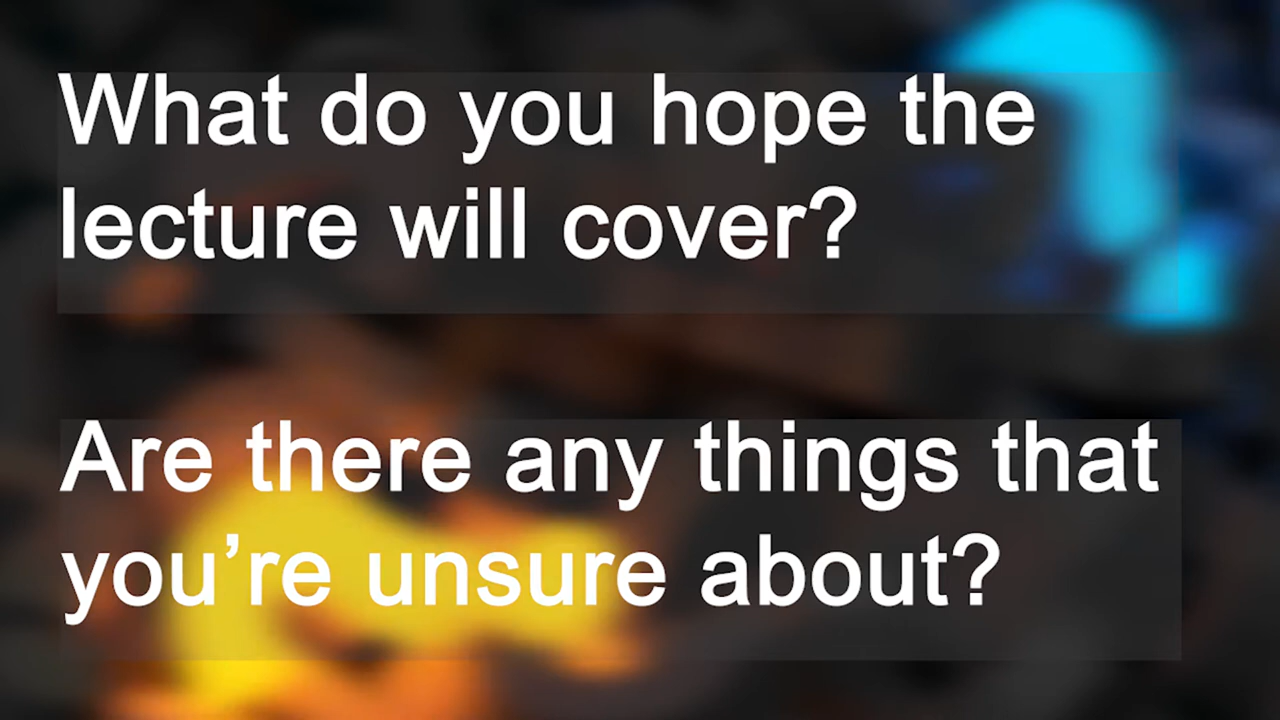 What do you hope the
lecture will cover?
Are there any things that
you’re unsure about?